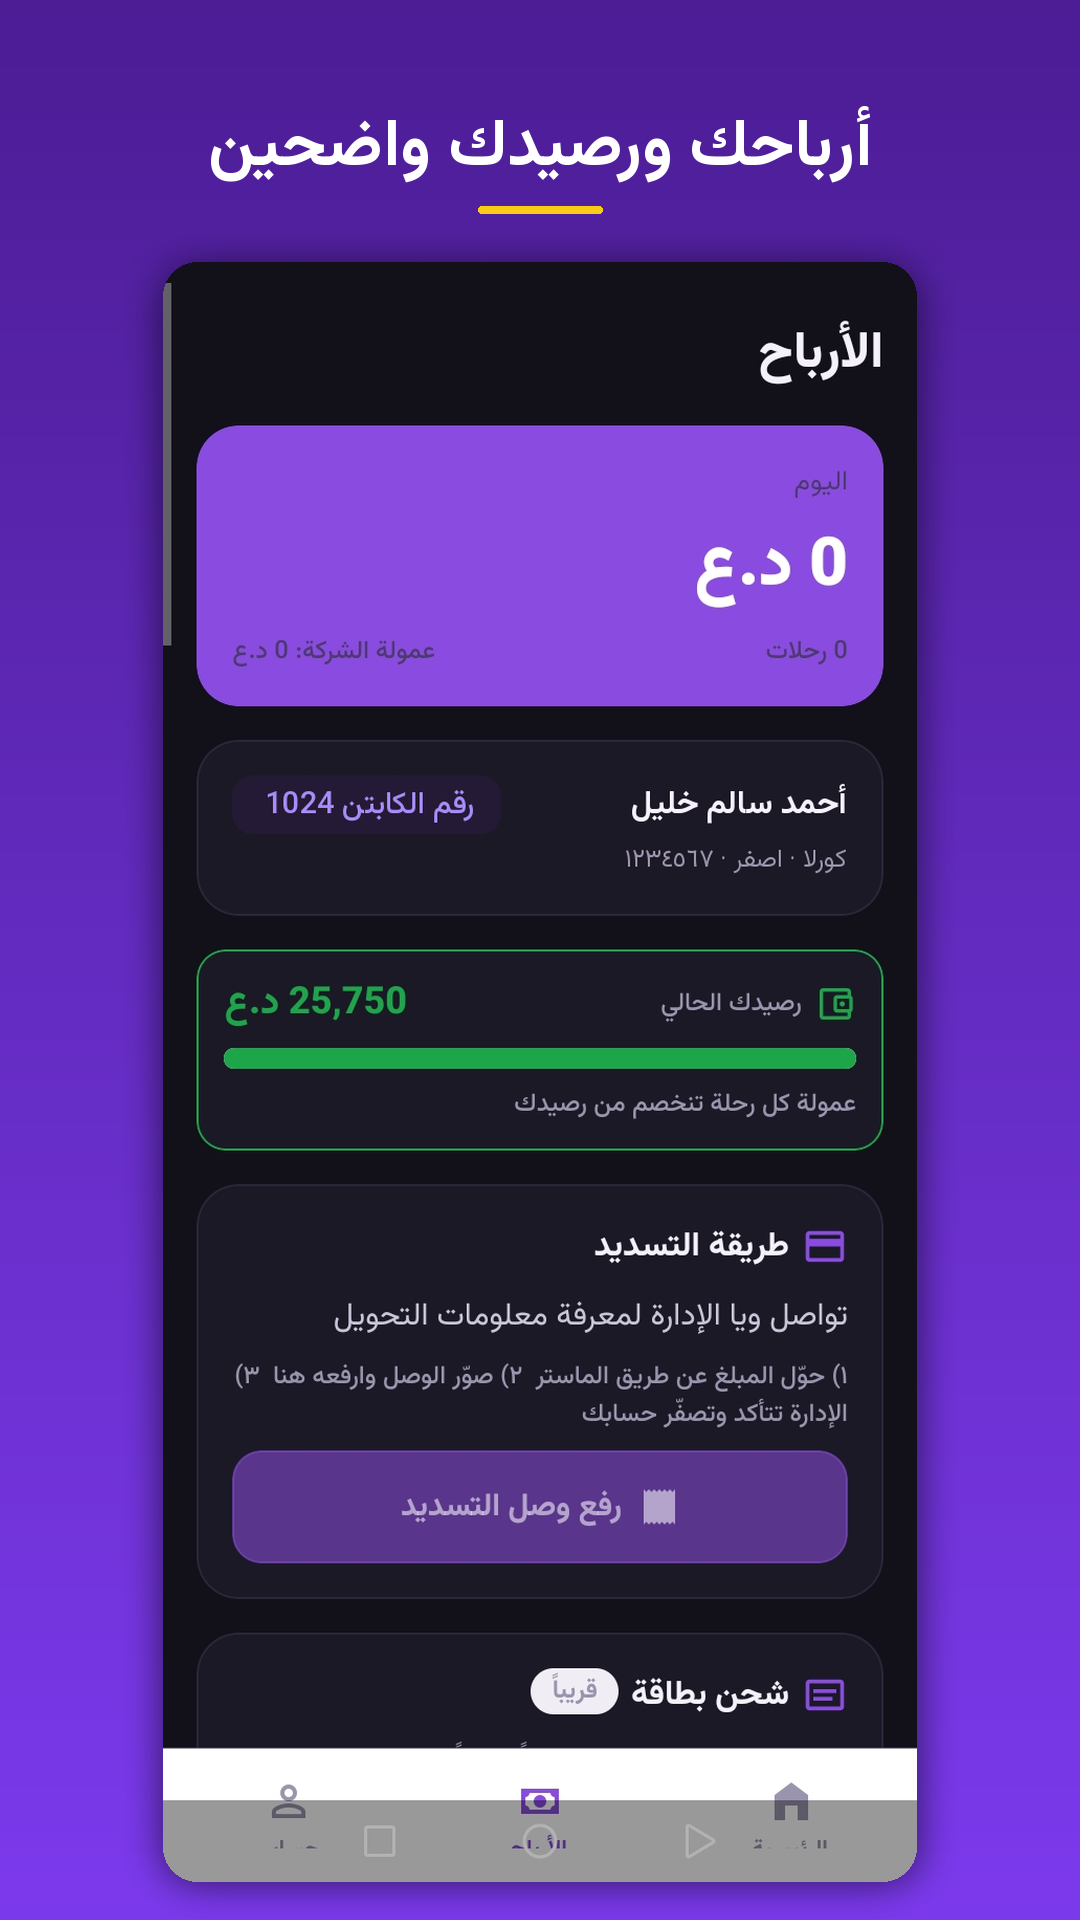 أرباحك ورصيدك واضحين
الأرباح
اليوم
0 د.ع
0 رحلات
عمولة الشركة: 0 د.ع
أحمد سالم خليل
رقم الكابتن 1024
كورلا · اصفر · ١٢٣٤٥٦٧
رصيدك الحالي
25,750 د.ع
عمولة كل رحلة تنخصم من رصيدك
طريقة التسديد
تواصل ويا الإدارة لمعرفة معلومات التحويل
١) حوّل المبلغ عن طريق الماستر ٢) صوّر الوصل وارفعه هنا ٣)
الإدارة تتأكد وتصفّر حسابك
رفع وصل التسديد
شحن بطاقة
قريباً
الرئيسية
الأرباح